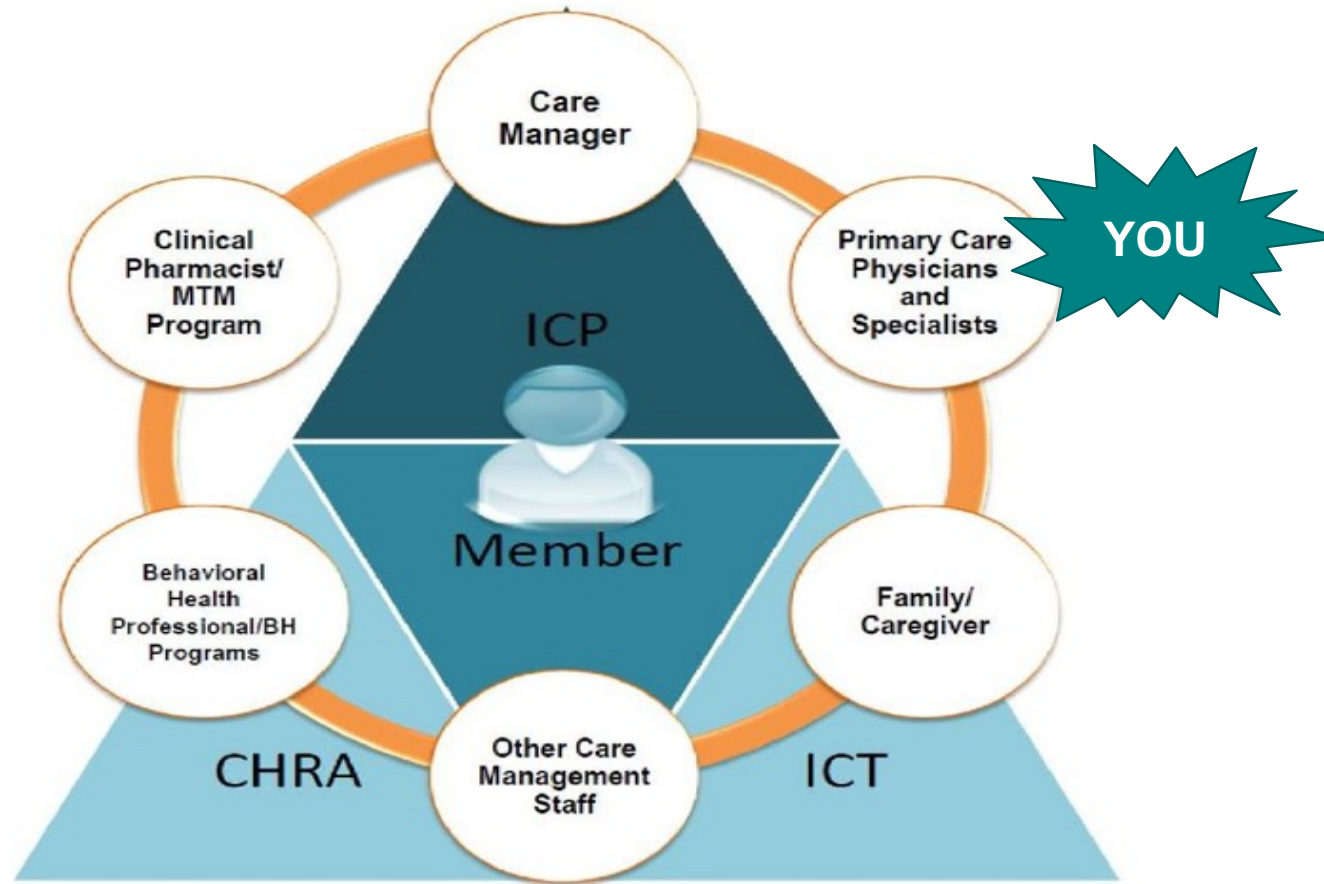 Care
Manager
Clinical
Pharmacist/
MTM
Program
Primary Care
Physicians
and
Specialists
YOU
ICP
Member
Behavioral
Health
Professional/BH
Programs
Family/
Caregiver
CHRA
Other Care
Management
Staff
ICT